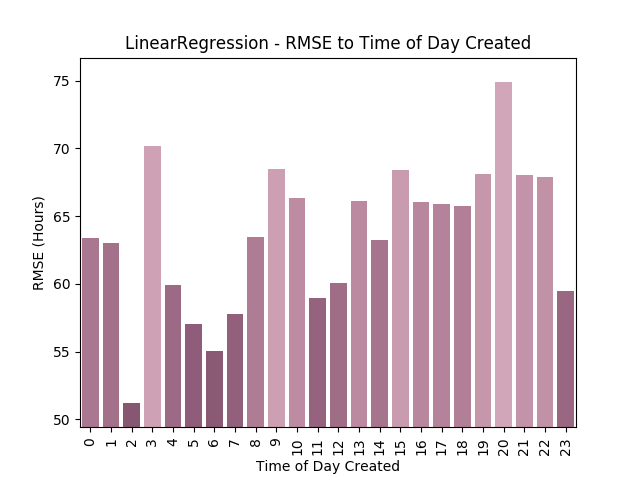 LinearRegression - RMSE to Time of Day Created
75
70
65
60
55
50
RMSE (Hours)
0 1 2 3 4 5 6 7 8 9 10 11 12 13 14 15 16 17 18 19 20 21 22 23
Time of Day Created